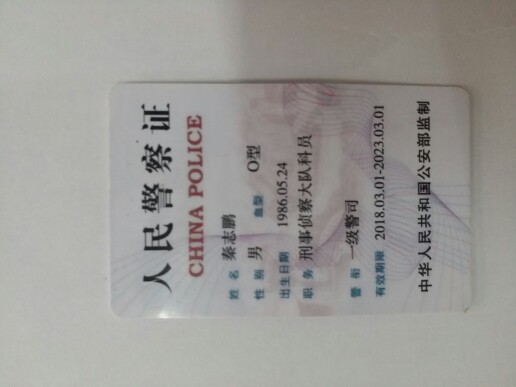 人民警察证
CHINA POLICE
姓 名 秦志鹏
性 别 男 血型 O型
出生日期 1986.05.24
职 务 刑事侦察大队科员
警 衔 一级警司
有效期限 2018.03.01-2023.03.01
中华人民共和国公安部监制